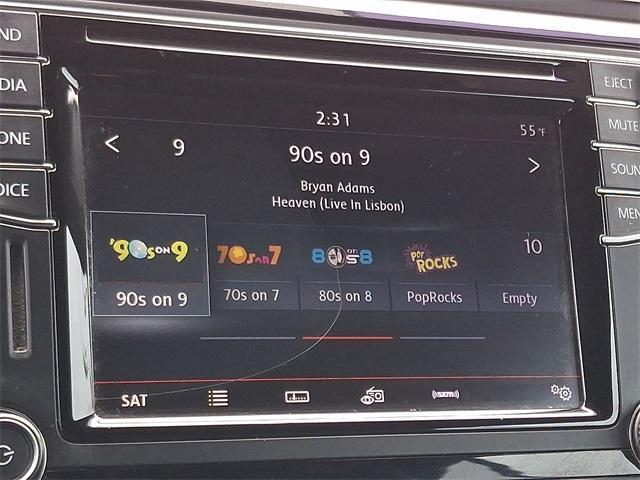 ND
EJECT
DIA
2:31
55°F
MUTE
ONE
< 9 90s on 9 >
SOUN
OICE
Bryan Adams
Heaven (Live In Lisbon)
MEN
'90s ON 9
70s on 7
80s on 8
POP ROCKS
10
90s on 9
70s on 7
80s on 8
PopRocks
Empty
SAT
((SXM))